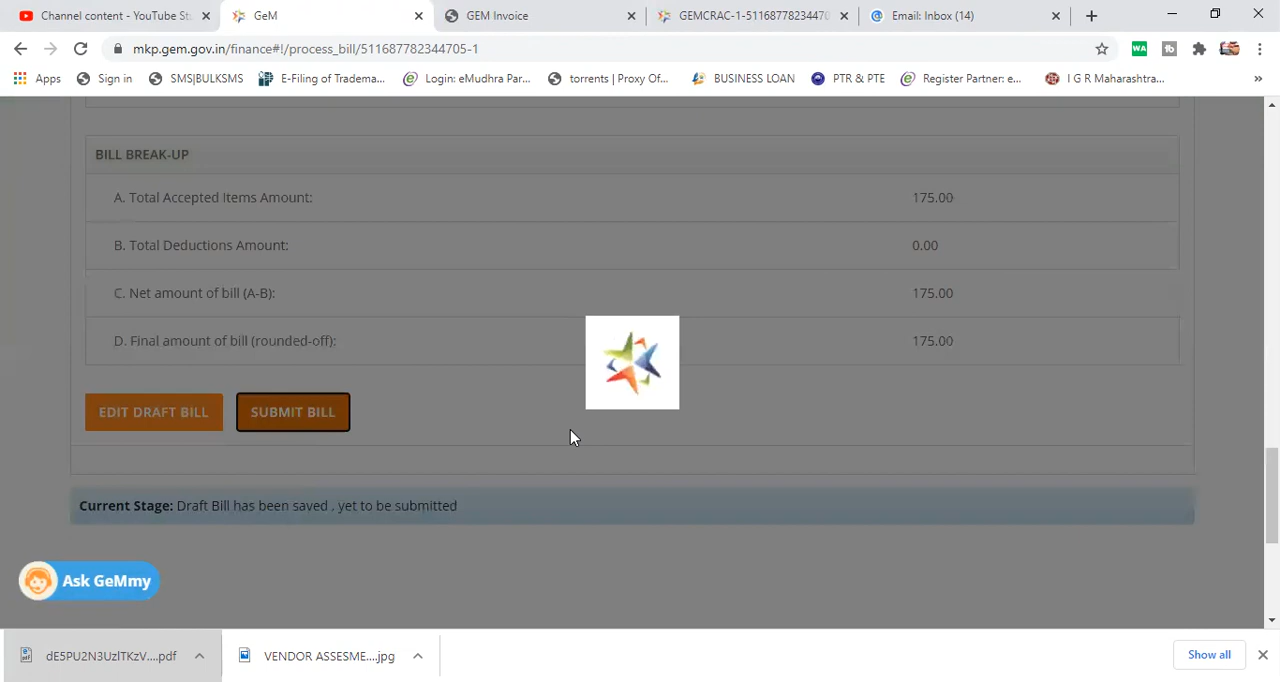 Channel content - YouTube St
GeM
GEM Invoice
GEMCRAC-1-5116877823447
Email: Inbox (14)
mkp.gem.gov.in/finance#!/process_bill/511687782344705-1
Apps
Sign in
SMS|BULKSMS
E-Filing of Tradema...
Login: eMudhra Par...
torrents | Proxy Of...
BUSINESS LOAN
PTR & PTE
Register Partner: e...
I G R Maharashtra...
BILL BREAK-UP
A. Total Accepted Items Amount: 175.00
B. Total Deductions Amount: 0.00
C. Net amount of bill (A-B): 175.00
D. Final amount of bill (rounded-off): 175.00
EDIT DRAFT BILL
SUBMIT BILL
Current Stage: Draft Bill has been saved , yet to be submitted
Ask GeMmy
dE5PU2N3UzlTKzV....pdf
VENDOR ASSESME....jpg
Show all